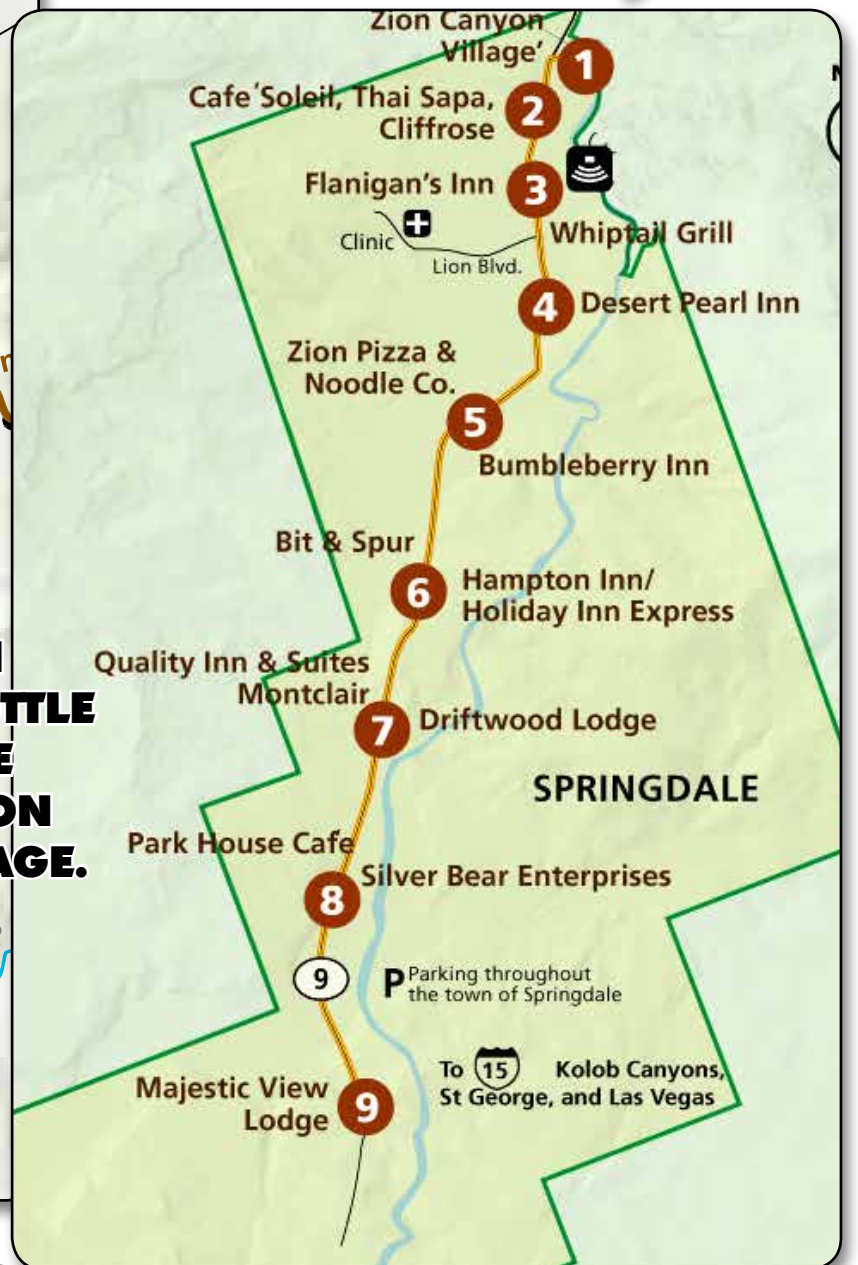 Zion Canyon
Village'
1
Cafe´Soleil, Thai Sapa,
Cliffrose
2
Flanigan's Inn
3
Whiptail Grill
Clinic
Lion Blvd.
4
Desert Pearl Inn
Zion Pizza &
Noodle Co.
5
Bumbleberry Inn
Bit & Spur
6
Hampton Inn/
Holiday Inn Express
Quality Inn & Suites
Montclair
7
Driftwood Lodge
SPRINGDALE
TTLE
ON
AGE.
Park House Cafe
8
Silver Bear Enterprises
9
P Parking throughout
the town of Springdale
To 15 Kolob Canyons,
St George, and Las Vegas
Majestic View
Lodge
9